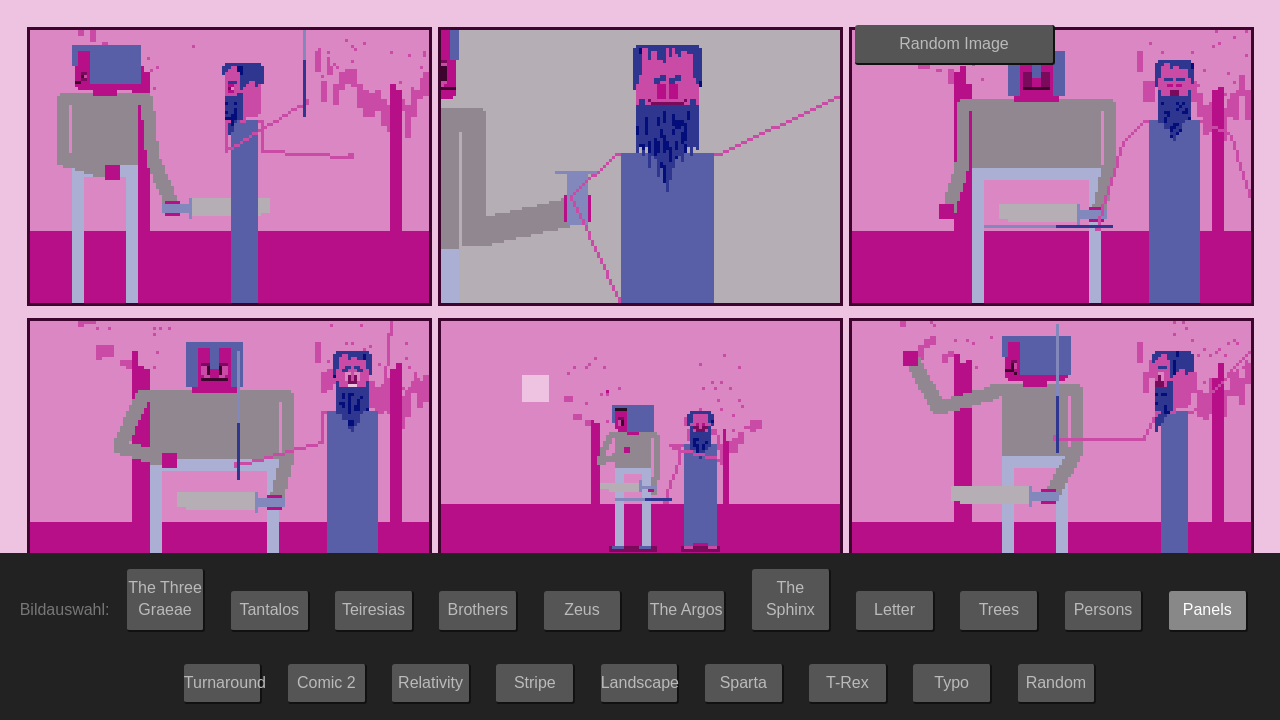 Random Image
Bildauswahl:
The Three
Graeae
Tantalos
Teiresias
Brothers
Zeus
The Argos
The
Sphinx
Letter
Trees
Persons
Panels
Turnaround
Comic 2
Relativity
Stripe
Landscape
Sparta
T-Rex
Typo
Random